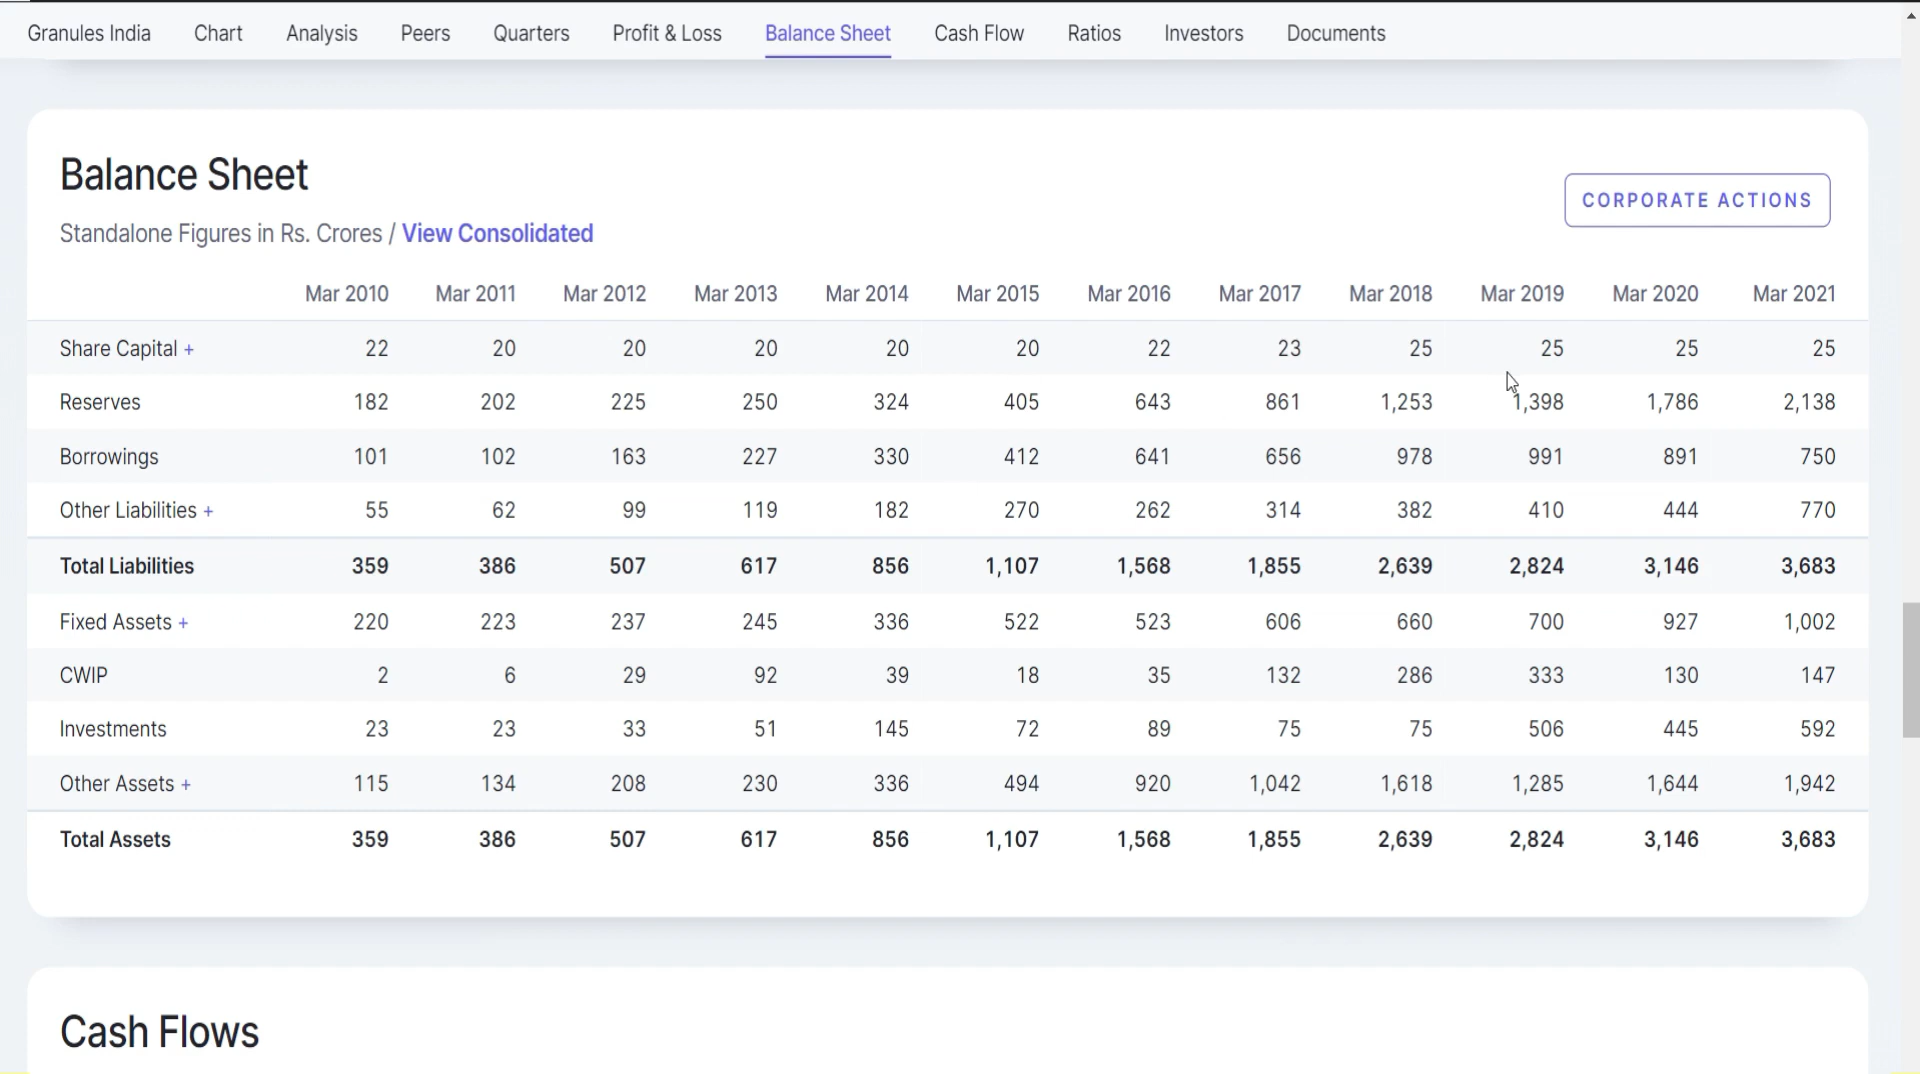 Granules India Chart Analysis Peers Quarters Profit & Loss Balance Sheet Cash Flow Ratios Investors Documents
Balance Sheet
CORPORATE ACTIONS
Standalone Figures in Rs. Crores / View Consolidated
Mar 2010 Mar 2011 Mar 2012 Mar 2013 Mar 2014 Mar 2015 Mar 2016 Mar 2017 Mar 2018 Mar 2019 Mar 2020 Mar 2021
Share Capital + 22 20 20 20 20 20 22 23 25 25 25 25
Reserves 182 202 225 250 324 405 643 861 1,253 1,398 1,786 2,138
Borrowings 101 102 163 227 330 412 641 656 978 991 891 750
Other Liabilities + 55 62 99 119 182 270 262 314 382 410 444 770
Total Liabilities 359 386 507 617 856 1,107 1,568 1,855 2,639 2,824 3,146 3,683
Fixed Assets + 220 223 237 245 336 522 523 606 660 700 927 1,002
CWIP 2 6 29 92 39 18 35 132 286 333 130 147
Investments 23 23 33 51 145 72 89 75 75 506 445 592
Other Assets + 115 134 208 230 336 494 920 1,042 1,618 1,285 1,644 1,942
Total Assets 359 386 507 617 856 1,107 1,568 1,855 2,639 2,824 3,146 3,683
Cash Flows